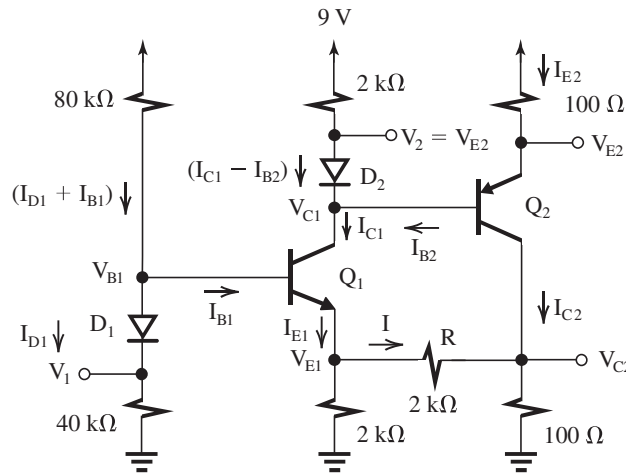 9 V
80 kΩ
2 kΩ
I_E2
100 Ω
V_2 = V_E2
V_E2
(I_C1 − I_B2)
D_2
(I_D1 + I_B1)
V_C1
I_C1
I_B2
Q_2
V_B1
Q_1
I_B1
D_1
I_D1
I_E1
I
R
I_C2
V_1
V_E1
V_C2
2 kΩ
40 kΩ
2 kΩ
100 Ω